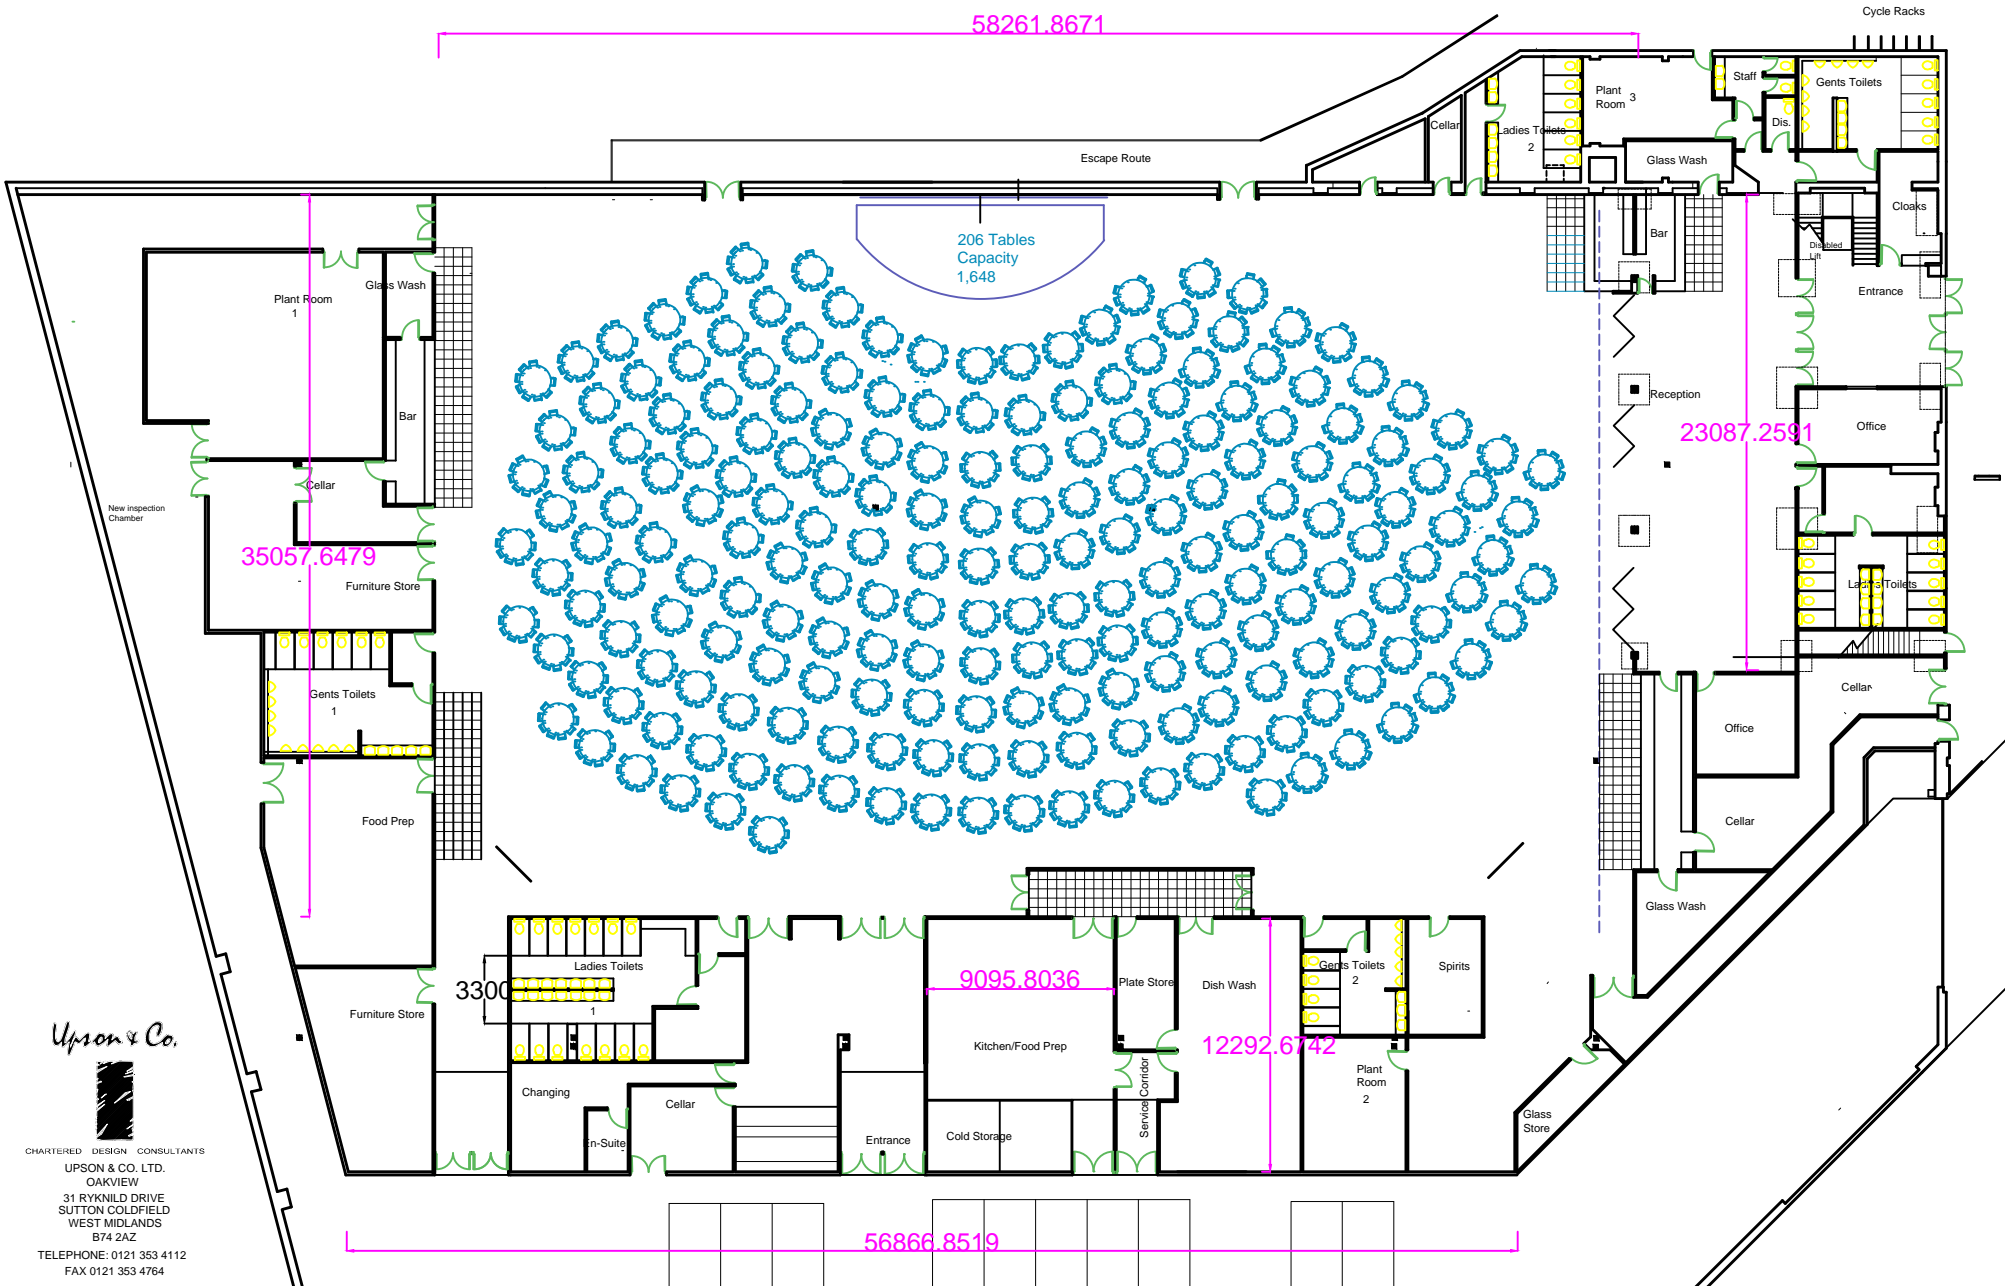 58261.8671
Cycle Racks
Staff
Gents Toilets
Plant
Room 3
Dis.
Cellar
Ladies Toilets
2
Escape Route
Glass Wash
Cloaks
Bar
206 Tables
Capacity
1,648
Disabled
Lift
Entrance
Glass Wash
Plant Room
1
Bar
Reception
23087.2591
Office
Cellar
New inspection
Chamber
35057.6479
Furniture Store
Ladies Toilets
Gents Toilets
1
Cellar
Office
Food Prep
Cellar
Glass Wash
Ladies Toilets
1
3300
9095.8036
Plate Store
Dish Wash
Gents Toilets
2
Spirits
Furniture Store
Kitchen/Food Prep
12292.6742
Plant
Room
2
Service Corridor
Changing
Cellar
En-Suite
Entrance
Cold Storage
Glass
Store
56866.8519
Upson & Co.
CHARTERED DESIGN CONSULTANTS
UPSON & CO. LTD.
OAKVIEW
31 RYKNILD DRIVE
SUTTON COLDFIELD
WEST MIDLANDS
B74 2AZ
TELEPHONE: 0121 353 4112
FAX 0121 353 4764